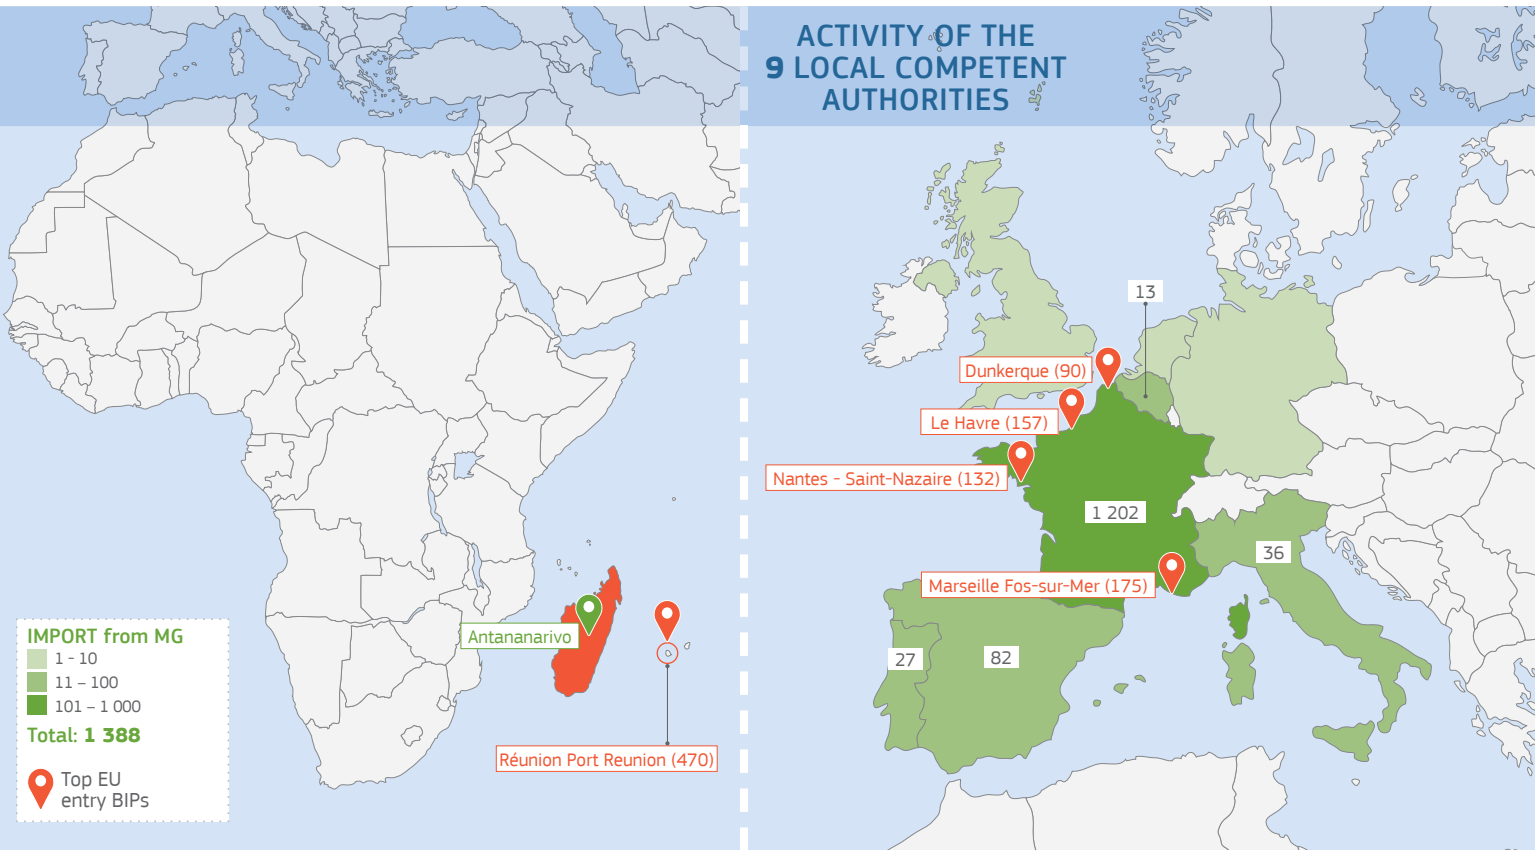 ACTIVITY OF THE
9 LOCAL COMPETENT
AUTHORITIES
13
Dunkerque (90)
Le Havre (157)
Nantes - Saint-Nazaire (132)
1 202
36
Marseille Fos-sur-Mer (175)
27
82
Antananarivo
Réunion Port Reunion (470)
IMPORT from MG
1 - 10
11 – 100
101 – 1 000
Total: 1 388
Top EU
entry BIPs